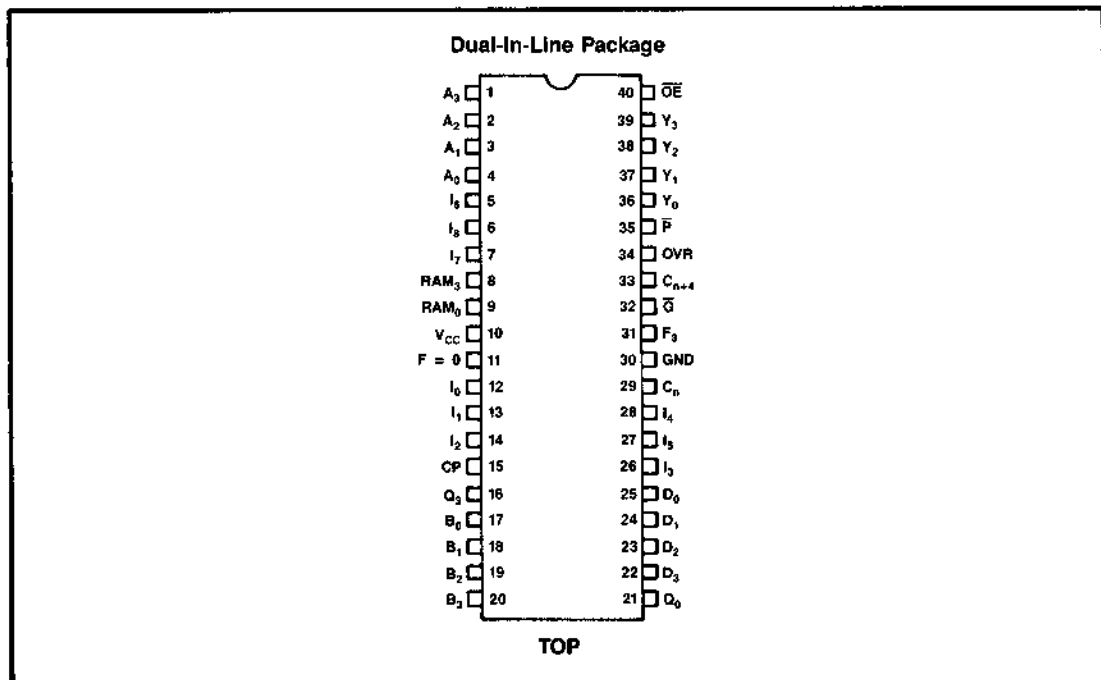 Dual-In-Line Package
A₃ 1 40 O̅E̅
A₂ 2 39 Y₃
A₁ 3 38 Y₂
A₀ 4 37 Y₁
I₆ 5 36 Y₀
I₈ 6 35 P̅
I₇ 7 34 OVR
RAM₃ 8 33 Cₙ₊₄
RAM₀ 9 32 G̅
V_CC 10 31 F₃
F = 0 11 30 GND
I₀ 12 29 Cₙ
I₁ 13 28 I₄
I₂ 14 27 I₅
CP 15 26 I₃
Q₃ 16 25 D₀
B₀ 17 24 D₁
B₁ 18 23 D₂
B₂ 19 22 D₃
B₃ 20 21 Q₀
TOP